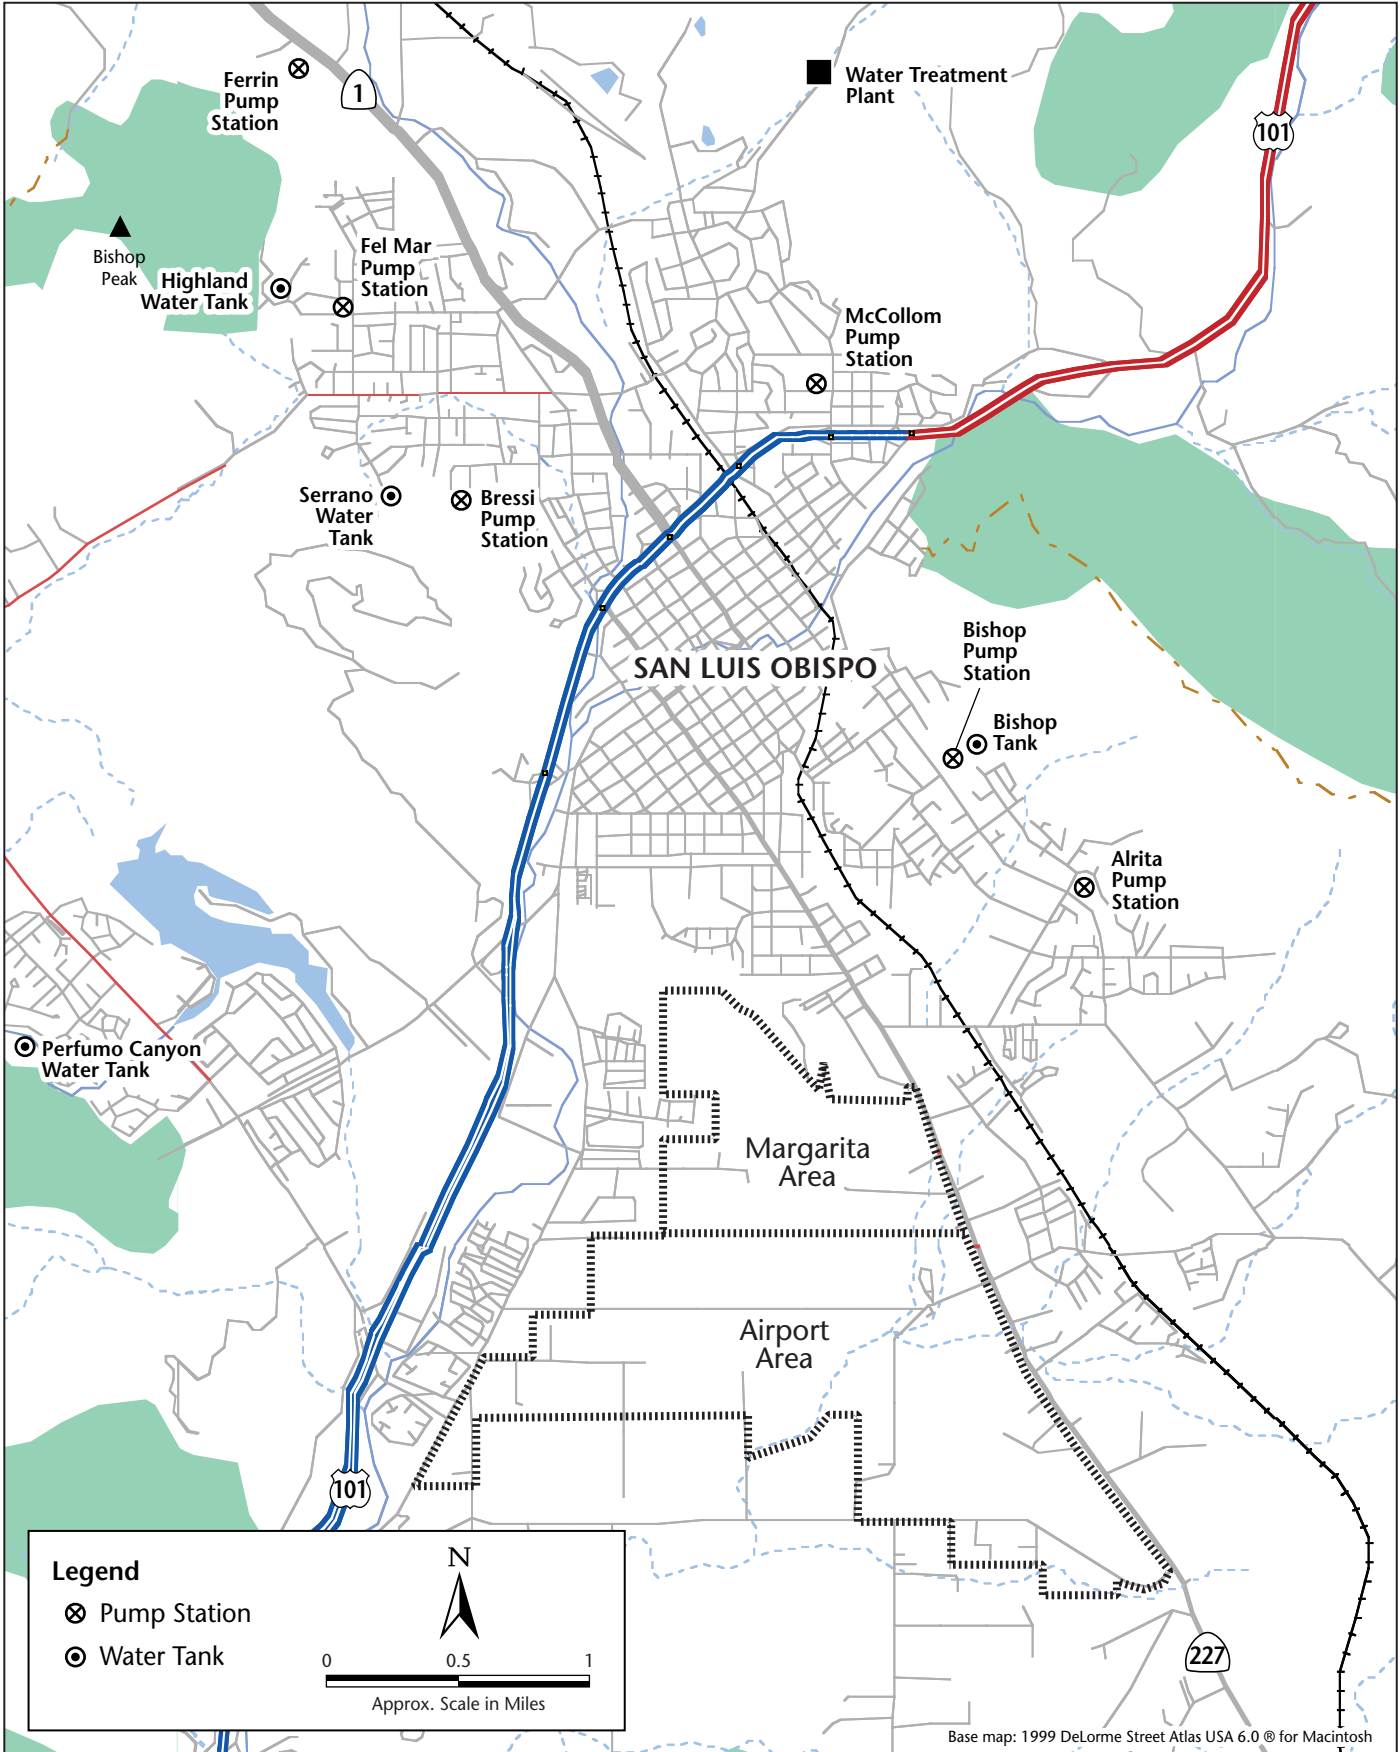 Ferrin
Pump
Station
1
Water Treatment
Plant
101
Bishop
Peak
Highland
Water Tank
Fel Mar
Pump
Station
McCollom
Pump
Station
Serrano
Water
Tank
Bressi
Pump
Station
SAN LUIS OBISPO
Bishop
Pump
Station
Bishop
Tank
Alrita
Pump
Station
Perfumo Canyon
Water Tank
Margarita
Area
Airport
Area
101
227
Legend
Pump Station
Water Tank
N
0 0.5 1
Approx. Scale in Miles
Base map: 1999 DeLorme Street Atlas USA 6.0 ® for Macintosh